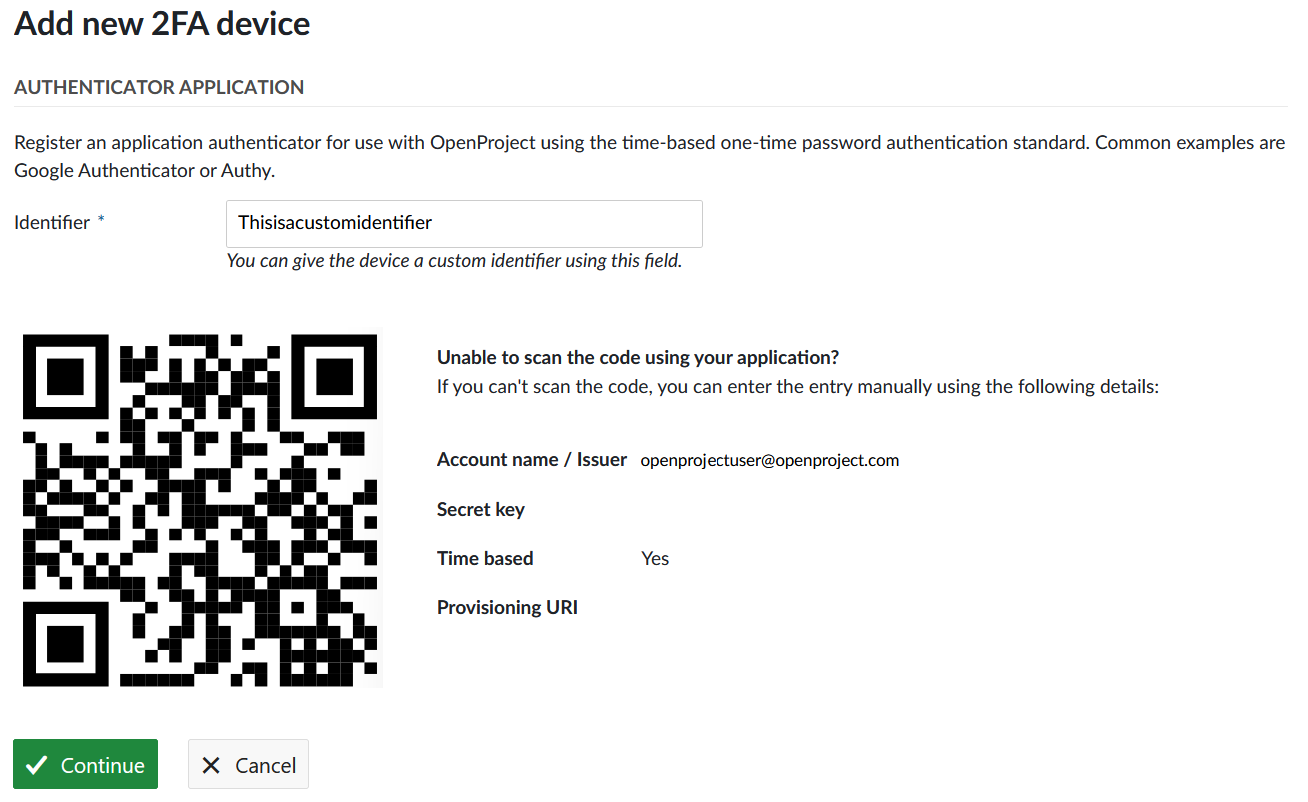 Add new 2FA device
AUTHENTICATOR APPLICATION
Register an application authenticator for use with OpenProject using the time-based one-time password authentication standard. Common examples are
Google Authenticator or Authy.
Identifier *
Thisisacustomidentifier
You can give the device a custom identifier using this field.
Unable to scan the code using your application?
If you can't scan the code, you can enter the entry manually using the following details:
Account name / Issuer openprojectuser@openproject.com
Secret key
Time based Yes
Provisioning URI
Continue Cancel